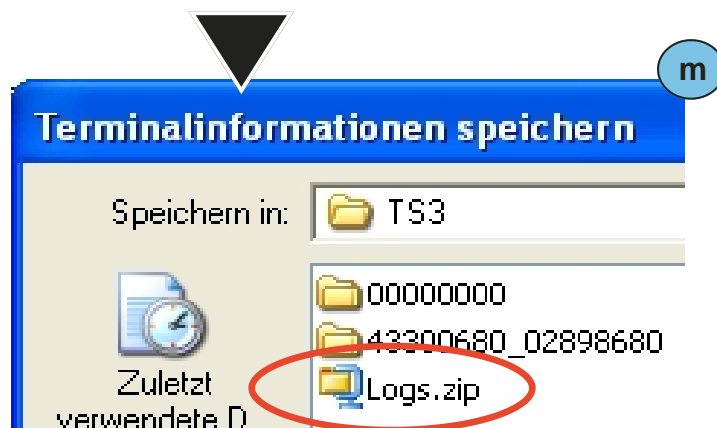 m
Terminalinformationen speichern
Speichern in: TS3
00000000
43300680_02898680
Logs.zip
Zuletzt
verwendete D